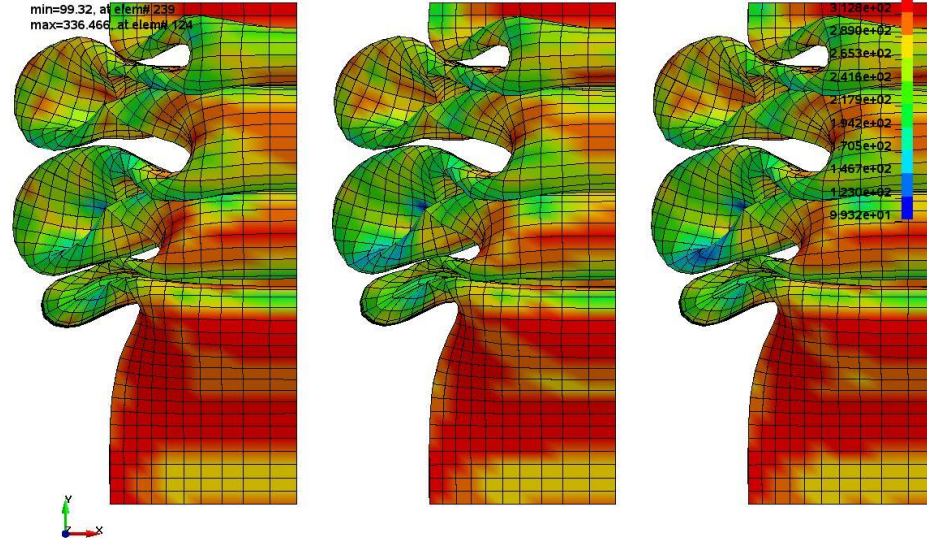 min=99.32, at elem# 239
max=336.466, at elem# 124
3.128e+02
2.890e+02
2.653e+02
2.416e+02
2.179e+02
1.942e+02
1.705e+02
1.467e+02
1.230e+02
9.932e+01
Y
Z
X